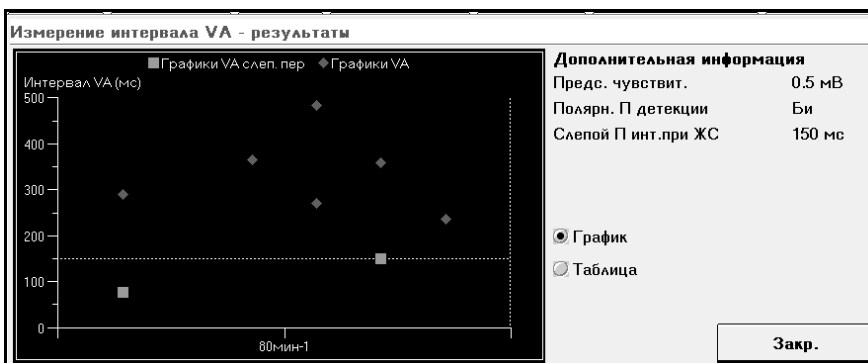 Измерение интервала VA - результаты
Графики VA слеп. пер Графики VA
Интервал VA (мс)
500
400
300
200
100
0
80мин-1
Дополнительная информация
Предс. чувствит. 0.5 мВ
Полярн. П детекции Би
Слепой П инт.при ЖС 150 мс
График
Таблица
Закр.